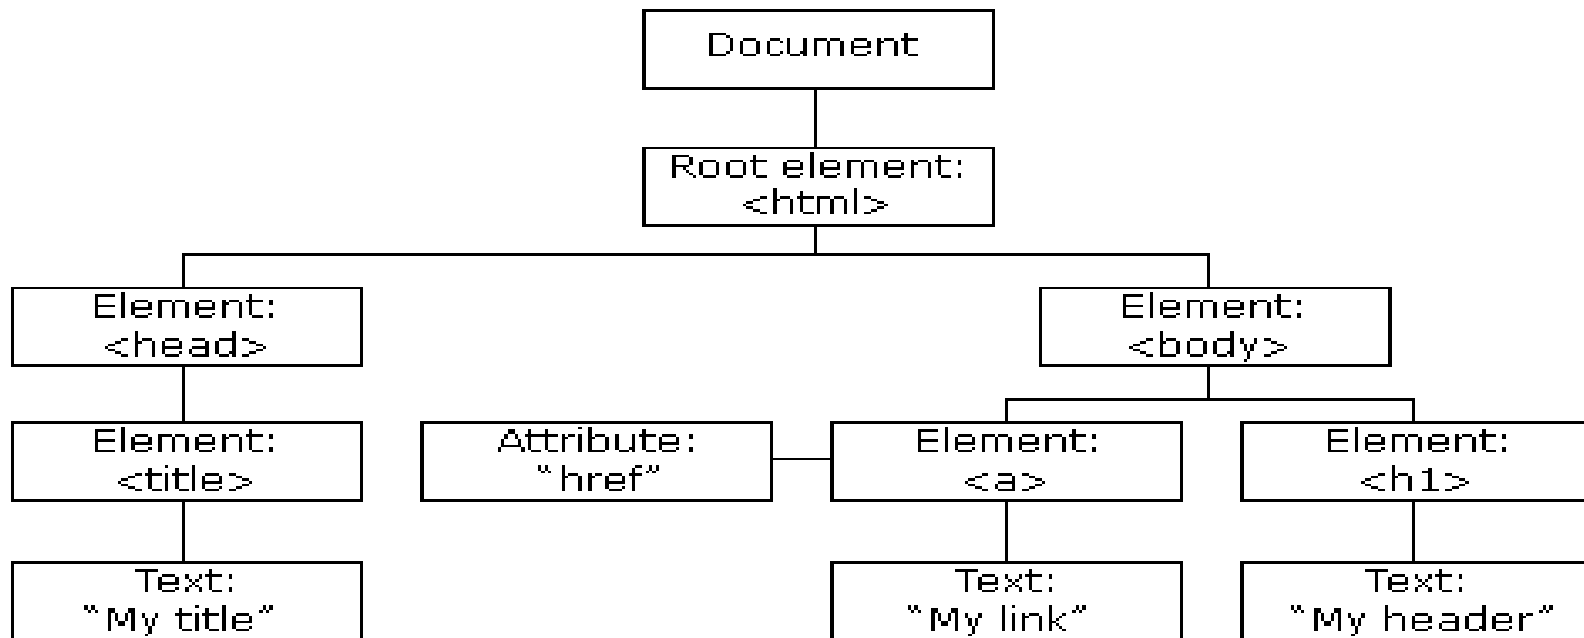 Document
Root element:
<html>
Element:
<head>
Element:
<body>
Element:
<title>
Attribute:
“href”
Element:
<a>
Element:
<h1>
Text:
“My title”
Text:
“My link”
Text:
“My header”